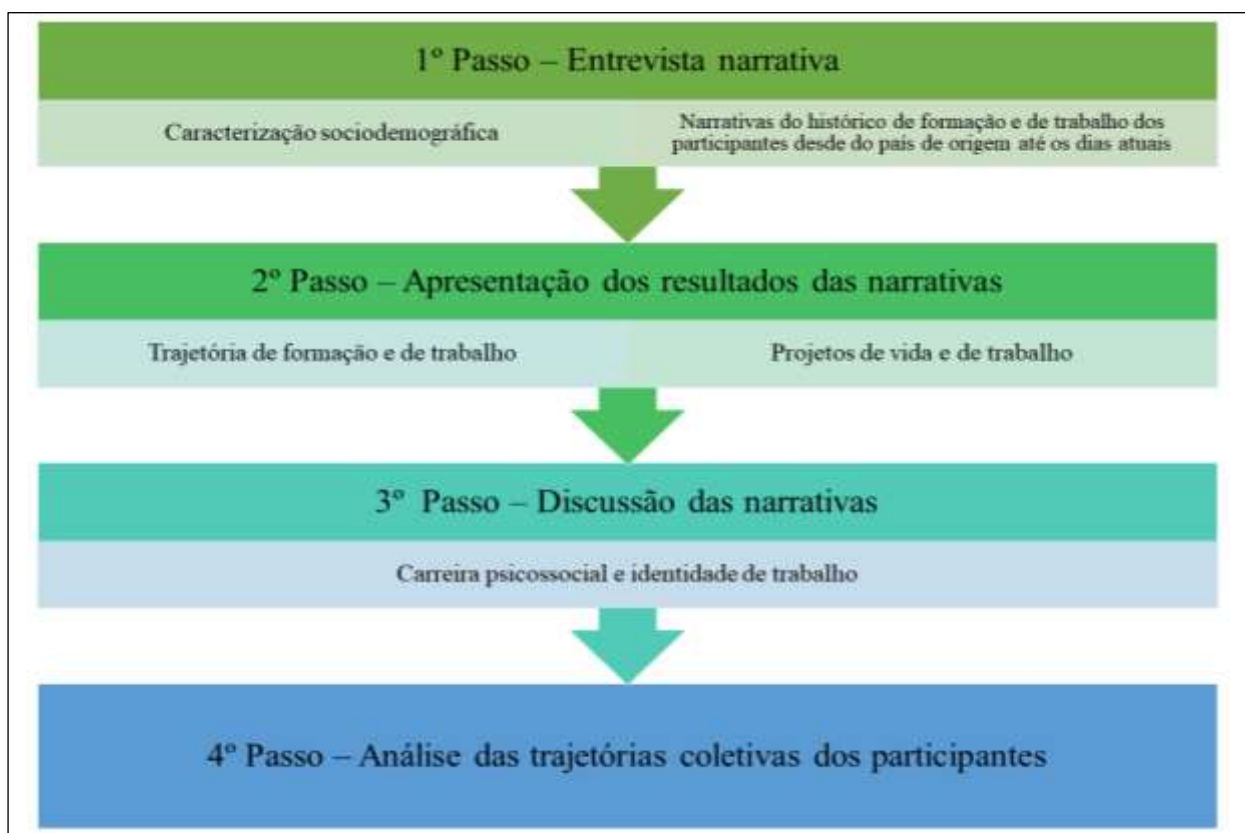 1º Passo – Entrevista narrativa
Caracterização sociodemográfica
Narrativas do histórico de formação e de trabalho dos
participantes desde do país de origem até os dias atuais
2º Passo – Apresentação dos resultados das narrativas
Trajetória de formação e de trabalho
Projetos de vida e de trabalho
3º Passo – Discussão das narrativas
Carreira psicossocial e identidade de trabalho
4º Passo – Análise das trajetórias coletivas dos participantes